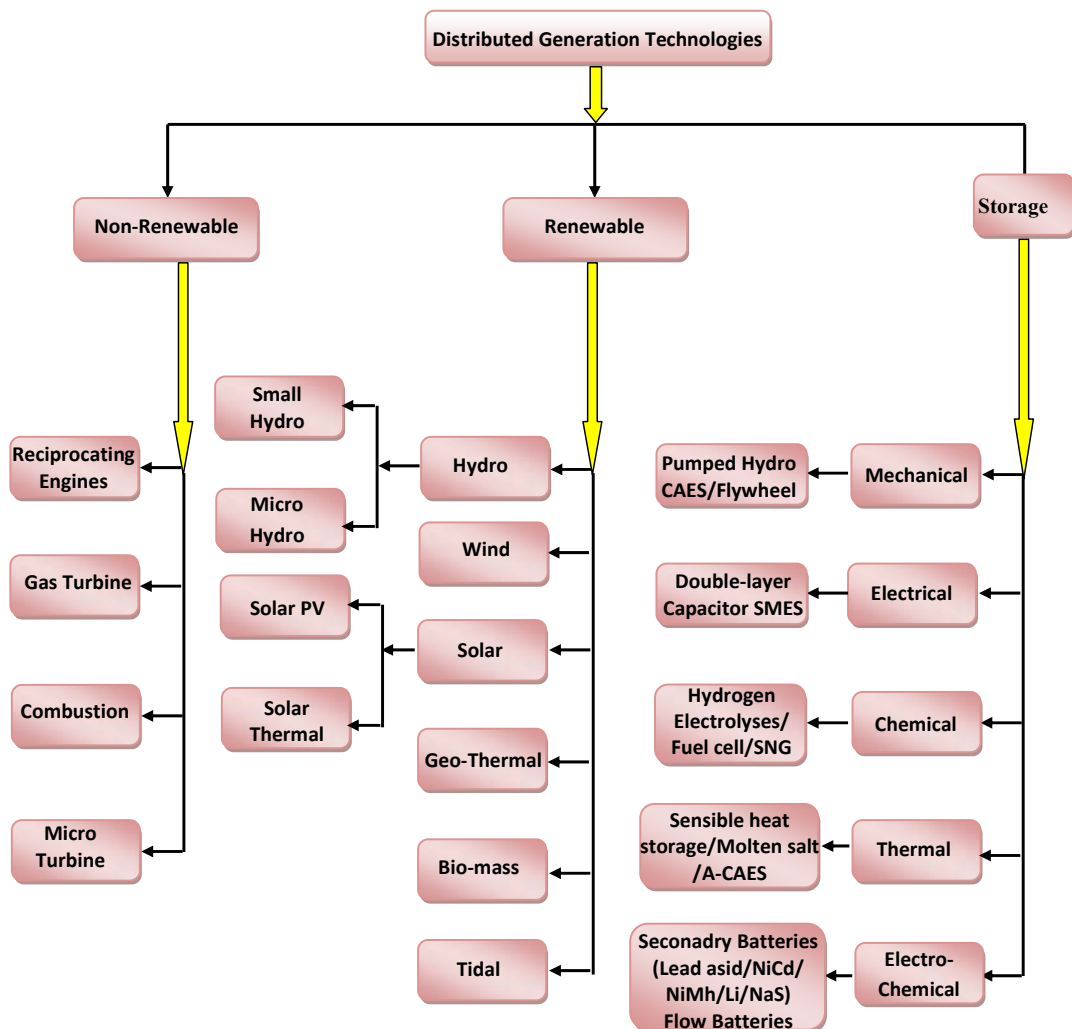 Distributed Generation Technologies
Non-Renewable
Renewable
Storage
Reciprocating
Engines
Gas Turbine
Combustion
Micro
Turbine
Small
Hydro
Micro
Hydro
Solar PV
Solar
Thermal
Hydro
Wind
Solar
Geo-Thermal
Bio-mass
Tidal
Pumped Hydro
CAES/Flywheel
Mechanical
Double-layer
Capacitor SMES
Electrical
Hydrogen
Electrolyses/
Fuel cell/SNG
Chemical
Sensible heat
storage/Molten salt
/A-CAES
Thermal
Seconadry Batteries
(Lead asid/NiCd/
NiMh/Li/NaS)
Flow Batteries
Electro-
Chemical